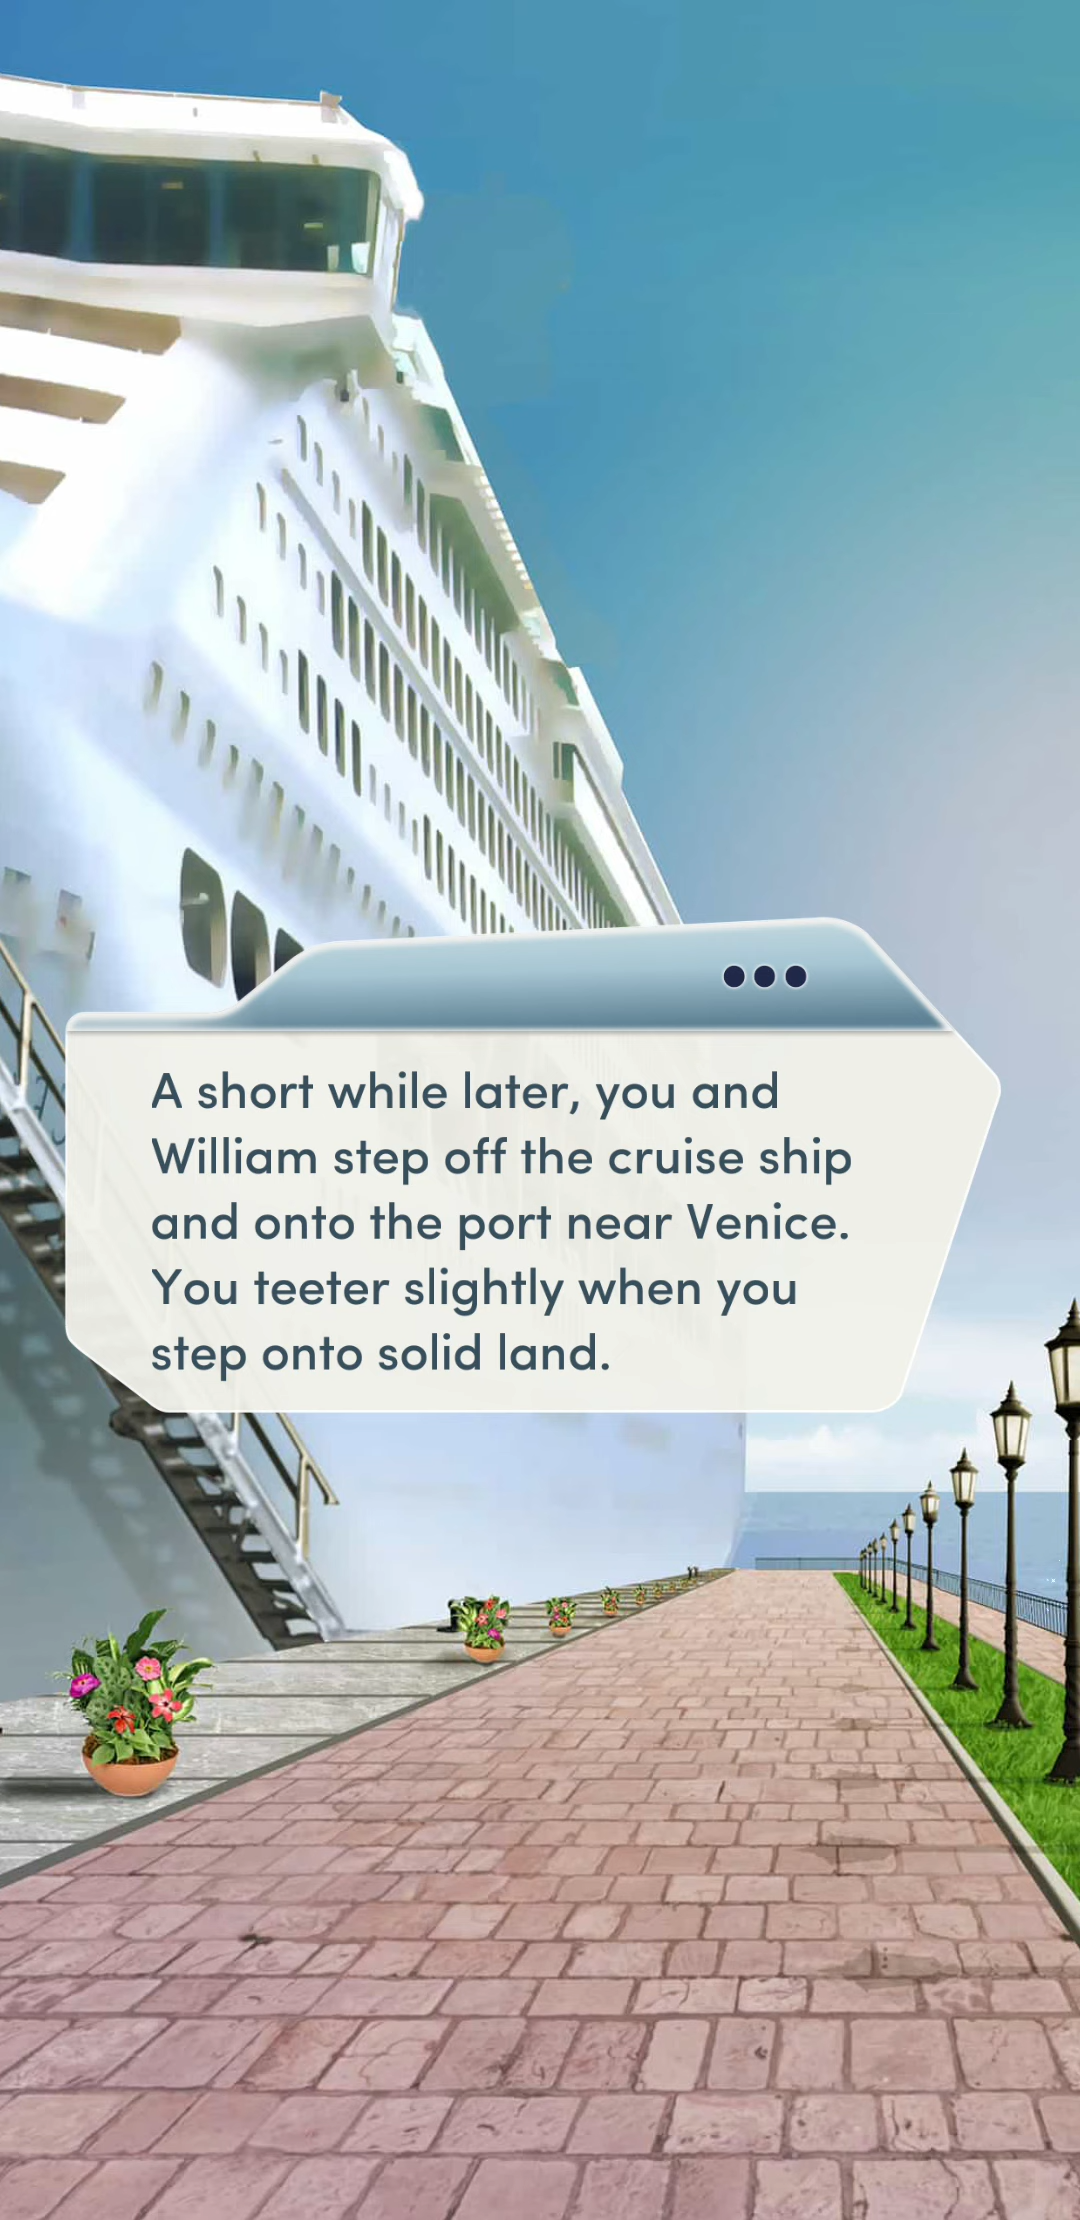 A short while later, you and
William step off the cruise ship
and onto the port near Venice.
You teeter slightly when you
step onto solid land.